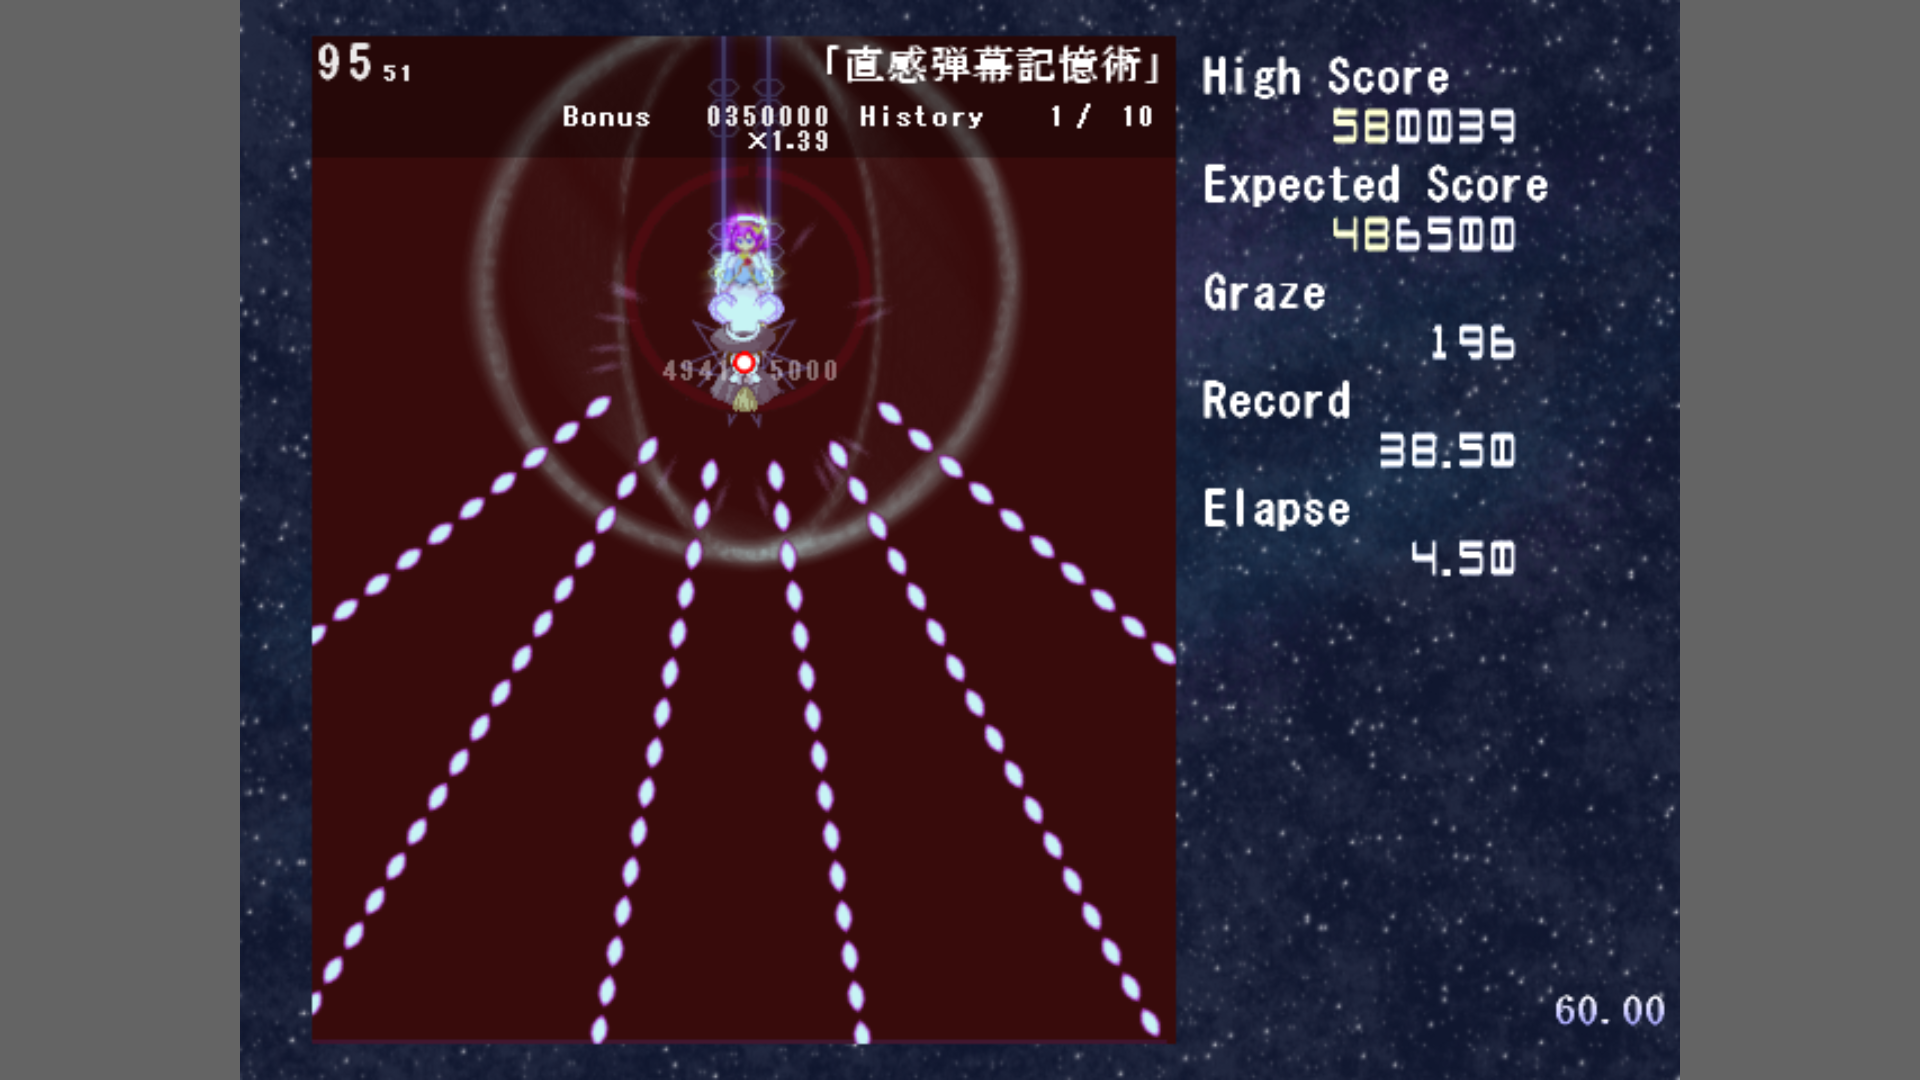 95 51
「直感弾幕記憶術」
Bonus 0350000 History 1 / 10
×1.39
5000
High Score
580039
Expected Score
486500
Graze
196
Record
38.50
Elapse
4.50
60.00